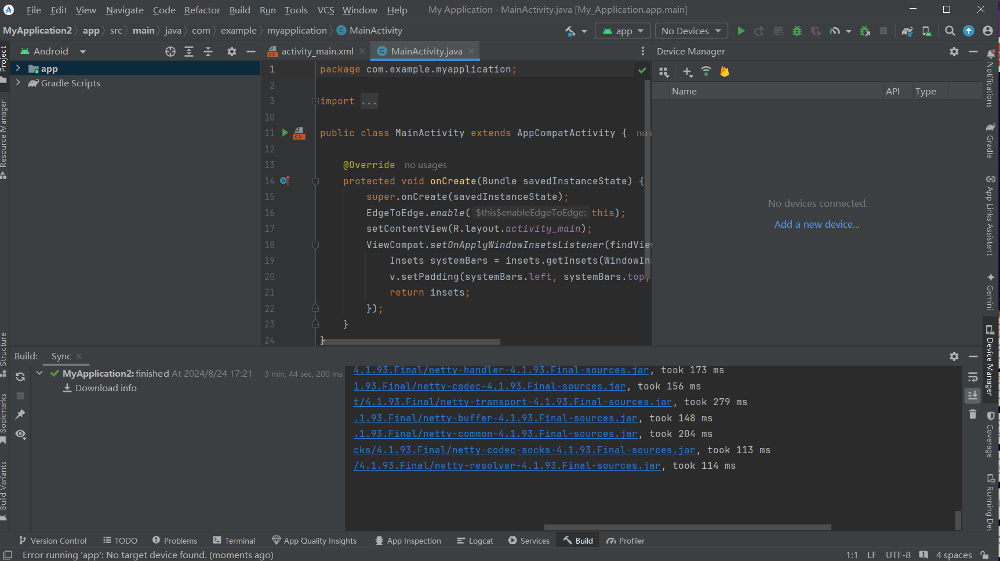 File Edit View Navigate Code Refactor Build Run Tools VCS Window Help My Application - MainActivity.java [My_Application.app.main]
MyApplication2 app src main java com example myapplication MainActivity app No Devices
Android activity_main.xml MainActivity.java Device Manager
app
Gradle Scripts
Name API Type
No devices connected.
Add a new device...
1 package com.example.myapplication;
2
3 import ...
10
11 public class MainActivity extends AppCompatActivity { no u
12
13 @Override no usages
14 protected void onCreate(Bundle savedInstanceState) {
15 super.onCreate(savedInstanceState);
16 EdgeToEdge.enable( $this$enableEdgeToEdge: this);
17 setContentView(R.layout.activity_main);
18 ViewCompat.setOnApplyWindowInsetsListener(findVie
19 Insets systemBars = insets.getInsets(WindowIn
20 v.setPadding(systemBars.left, systemBars.top,
21 return insets;
22 });
23 }
24 }
Project
Resource Manager
Structure
Bookmarks
Build Variants
Notifications
Gradle
App Links Assistant
Gemini
Device Manager
Coverage
Running Dev
Build: Sync
MyApplication2: finished At 2024/8/24 17:21 3 min, 44 sec, 200 ms
Download info
4.1.93.Final/netty-handler-4.1.93.Final-sources.jar, took 173 ms
1.93.Final/netty-codec-4.1.93.Final-sources.jar, took 156 ms
t/4.1.93.Final/netty-transport-4.1.93.Final-sources.jar, took 279 ms
.1.93.Final/netty-buffer-4.1.93.Final-sources.jar, took 148 ms
.1.93.Final/netty-common-4.1.93.Final-sources.jar, took 204 ms
cks/4.1.93.Final/netty-codec-socks-4.1.93.Final-sources.jar, took 113 ms
/4.1.93.Final/netty-resolver-4.1.93.Final-sources.jar, took 114 ms
Version Control TODO Problems Terminal App Quality Insights App Inspection Logcat Services Build Profiler
Error running 'app': No target device found. (moments ago) 1:1 LF UTF-8 4 spaces